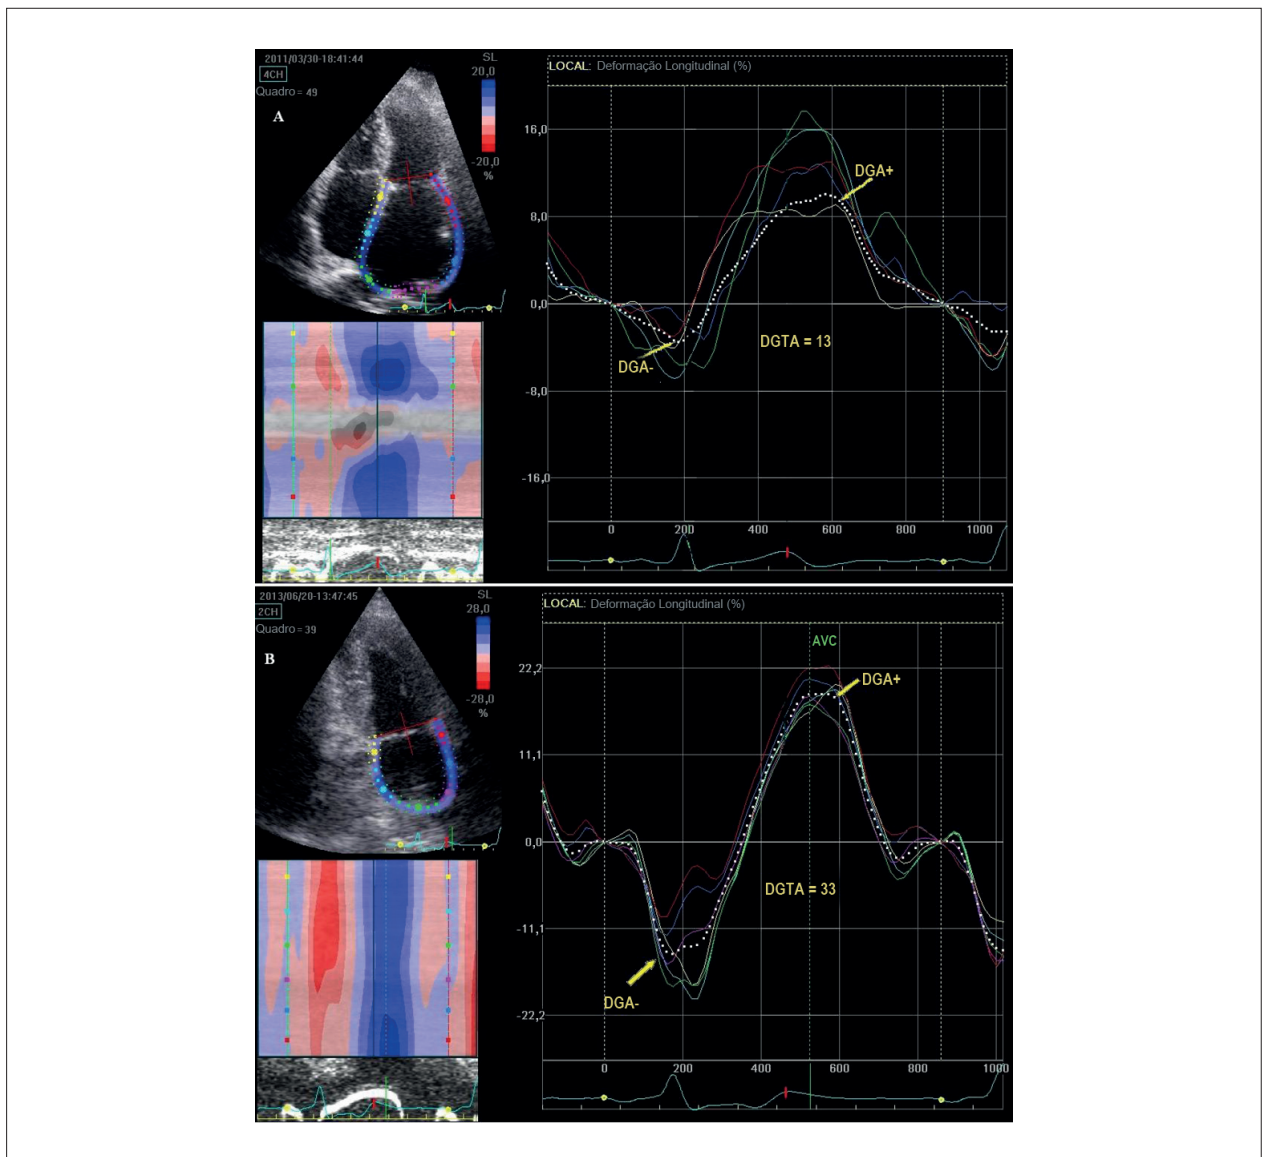 2011/03/30-18:41:44
4CH
Quadro = 49
A
SL
20,0
-20,0
%
LOCAL: Deformação Longitudinal (%)
16,0
8,0
0,0
-8,0
-16,0
DGA+
DGTA = 13
DGA-
0 200 400 600 800 1000
2013/06/20-13:47:45
2CH
Quadro = 39
B
SL
28,0
-28,0
%
LOCAL: Deformação Longitudinal (%)
AVC
22,2
11,1
0,0
-11,1
-22,2
DGA+
DGTA = 33
DGA-
0 200 400 600 800 1000